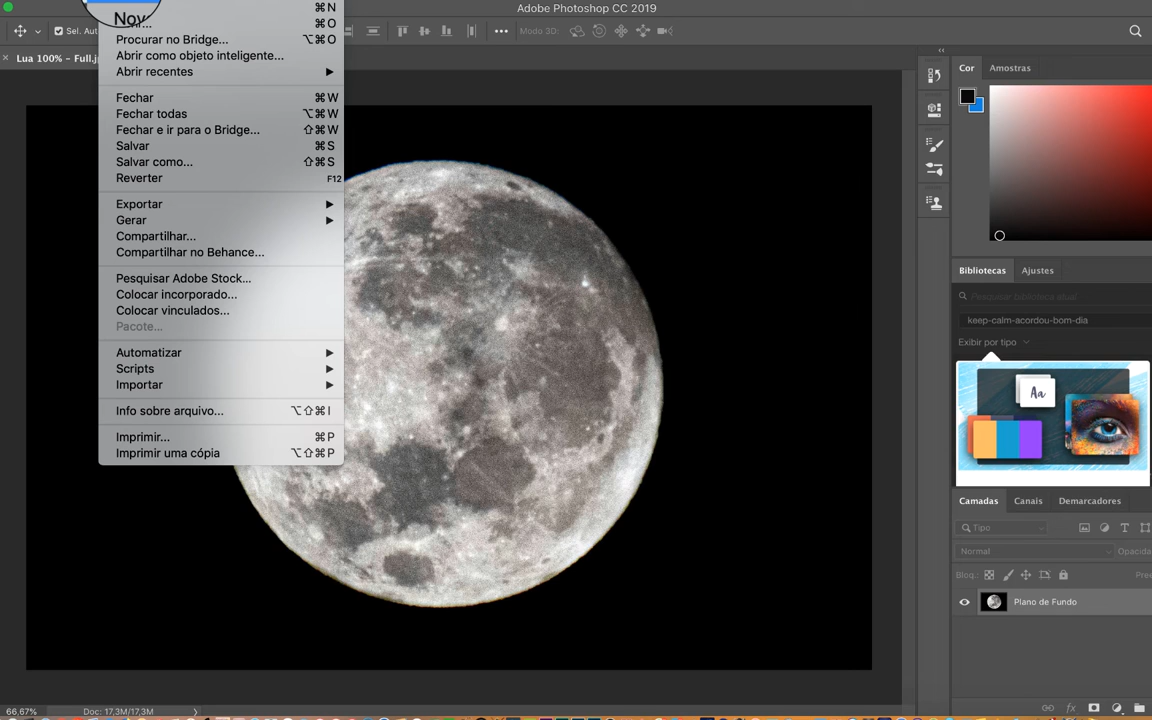 Adobe Photoshop CC 2019
⌘N
⌘O
Procurar no Bridge... ⌥⌘O
Abrir como objeto inteligente...
Abrir recentes
Fechar ⌘W
Fechar todas ⌥⌘W
Fechar e ir para o Bridge... ⇧⌘W
Salvar ⌘S
Salvar como... ⇧⌘S
Reverter F12
Exportar
Gerar
Compartilhar...
Compartilhar no Behance...
Pesquisar Adobe Stock...
Colocar incorporado...
Colocar vinculados...
Pacote...
Automatizar
Scripts
Importar
Info sobre arquivo... ⌥⇧⌘I
Imprimir... ⌘P
Imprimir uma cópia ⌥⇧⌘P
Sel. Aut
Modo 3D:
Lua 100% - Full.j
Cor Amostras
Bibliotecas Ajustes
Pesquisar biblioteca atual
keep-calm-acordou-bom-dia
Exibir por tipo
Aa
Camadas Canais Demarcadores
Tipo
Normal Opacida
Bloq.: Pree
Plano de Fundo
66,67% Doc: 17,3M/17,3M